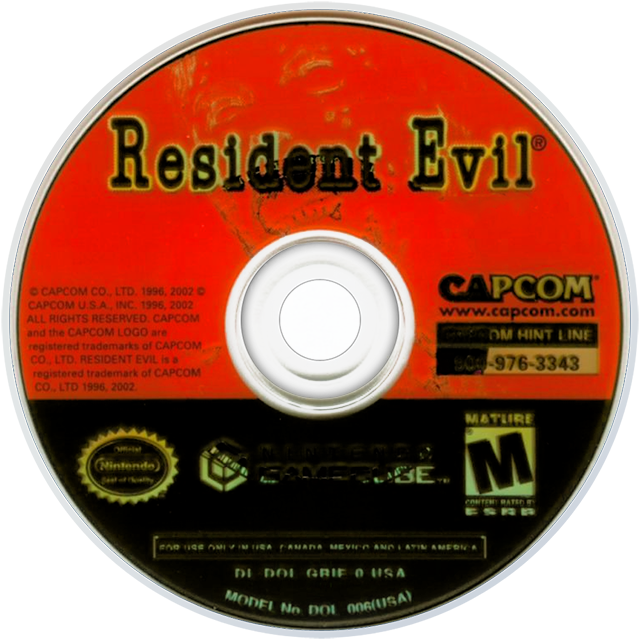 Resident Evil®
© CAPCOM CO., LTD. 1996, 2002 ©
CAPCOM U.S.A., INC. 1996, 2002
ALL RIGHTS RESERVED. CAPCOM
and the CAPCOM LOGO are
registered trademarks of CAPCOM
CO., LTD. RESIDENT EVIL is a
registered trademark of CAPCOM
CO., LTD 1996, 2002.
CAPCOM®
www.capcom.com
HINT LINE
-976-3343
Official
Nintendo
Seal of Quality
NINTENDO
GAMECUBE™
MATURE
M
CONTENT RATED BY
ESRB
FOR USE ONLY IN USA, CANADA, MEXICO AND LATIN AMERICA
DL-DOL-GRIE-0-USA
MODEL No. DOL-006(USA)